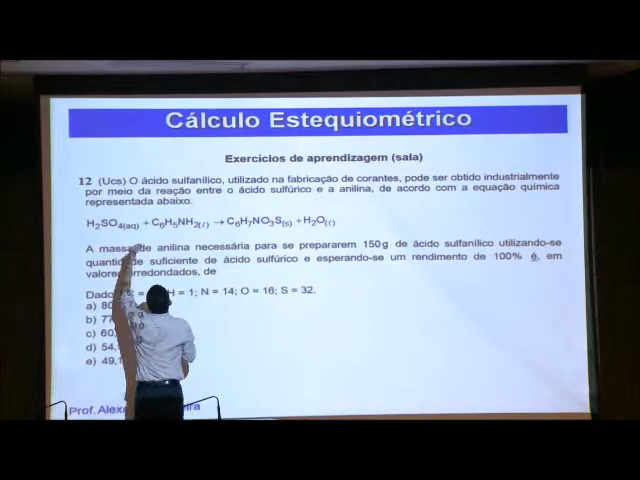 Cálculo Estequiométrico
Exercícios de aprendizagem (sala)
12 (Ucs) O ácido sulfanílico, utilizado na fabricação de corantes, pode ser obtido industrialmente
por meio da reação entre o ácido sulfúrico e a anilina, de acordo com a equação química
representada abaixo.
H₂SO₄(aq) + C₆H₅NH₂(ℓ) → C₆H₇NO₃S(s) + H₂O(ℓ)
A massa de anilina necessária para se prepararem 150 g de ácido sulfanílico utilizando-se
suficiente de ácido sulfúrico e esperando-se um rendimento de 100% é, em
arredondados, de
H = 1; N = 14; O = 16; S = 32.
a) 80
b) 77
c) 60,
d) 54,
e) 49,
Prof.